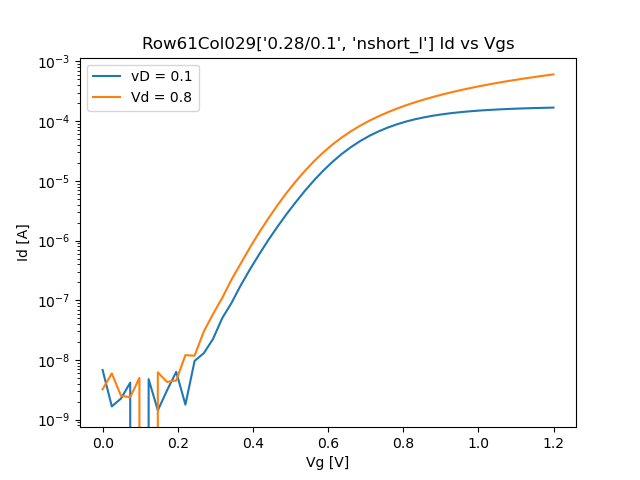 Row61Col029['0.28/0.1', 'nshort_l'] Id vs Vgs
vD = 0.1
Vd = 0.8
Id [A]
10⁻³
10⁻⁴
10⁻⁵
10⁻⁶
10⁻⁷
10⁻⁸
10⁻⁹
0.0 0.2 0.4 0.6 0.8 1.0 1.2
Vg [V]